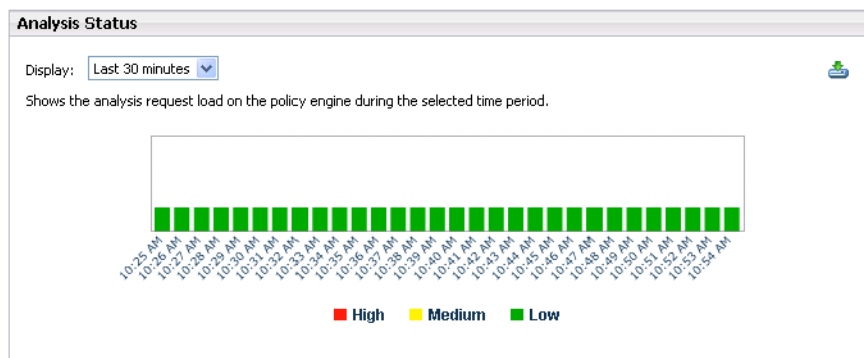 Analysis Status
Display: Last 30 minutes
Shows the analysis request load on the policy engine during the selected time period.
10:25 AM
10:26 AM
10:27 AM
10:28 AM
10:29 AM
10:30 AM
10:31 AM
10:32 AM
10:33 AM
10:34 AM
10:35 AM
10:36 AM
10:37 AM
10:38 AM
10:39 AM
10:40 AM
10:41 AM
10:42 AM
10:43 AM
10:44 AM
10:45 AM
10:46 AM
10:47 AM
10:48 AM
10:49 AM
10:50 AM
10:51 AM
10:52 AM
10:53 AM
10:54 AM
High Medium Low